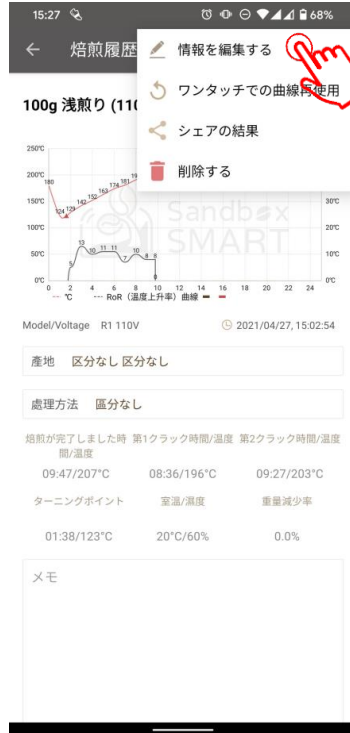 15:27 68%
← 焙煎履歴
情報を編集する
ワンタッチでの曲線再使用
シェアの結果
削除する
100g 浅煎り (110
250℃
200℃
150℃ 30℃
100℃ 20℃
50℃ 10℃
0℃ 0℃
180 124 129 142 152 163 174 181
5 13 10 11 11 7 10 8 8
Sandbox
SMART
0 2 4 6 8 10 12 14 16 18 20 22 24
-- ℃ --- RoR（温度上升率）曲線
Model/Voltage R1 110V 2021/04/27, 15:02:54
產地 区分なし 区分なし
處理方法 區分なし
焙煎が完了しました時間/温度 第1クラック時間/温度 第2クラック時間/温度
09:47/207°C 08:36/196°C 09:27/203°C
ターニングポイント 室温/濕度 重量減少率
01:38/123°C 20°C/60% 0.0%
メモ